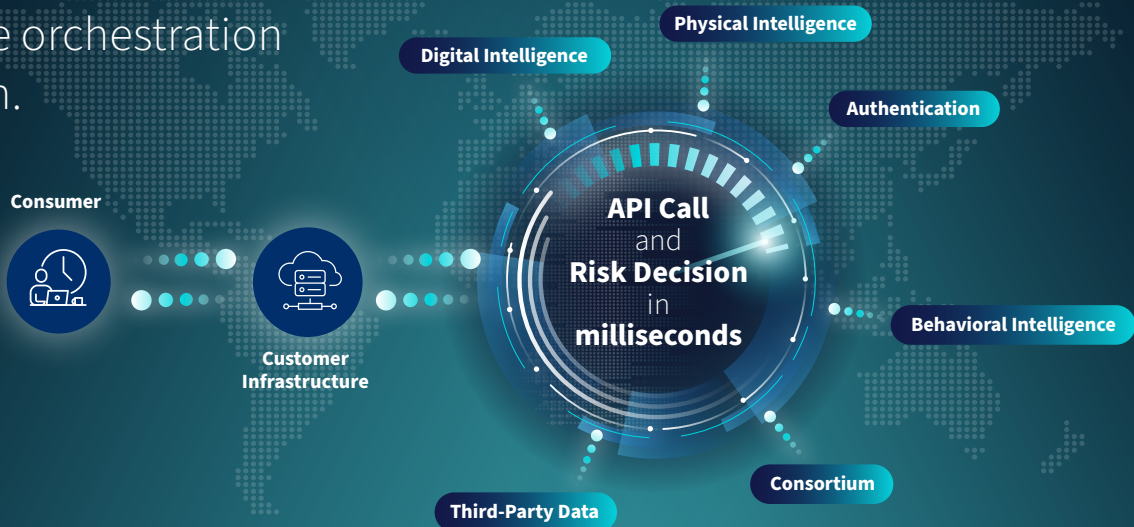 e orchestration
n.
Physical Intelligence
Digital Intelligence
Authentication
Consumer
API Call
and
Risk Decision
in
milliseconds
Customer
Infrastructure
Behavioral Intelligence
Consortium
Third-Party Data